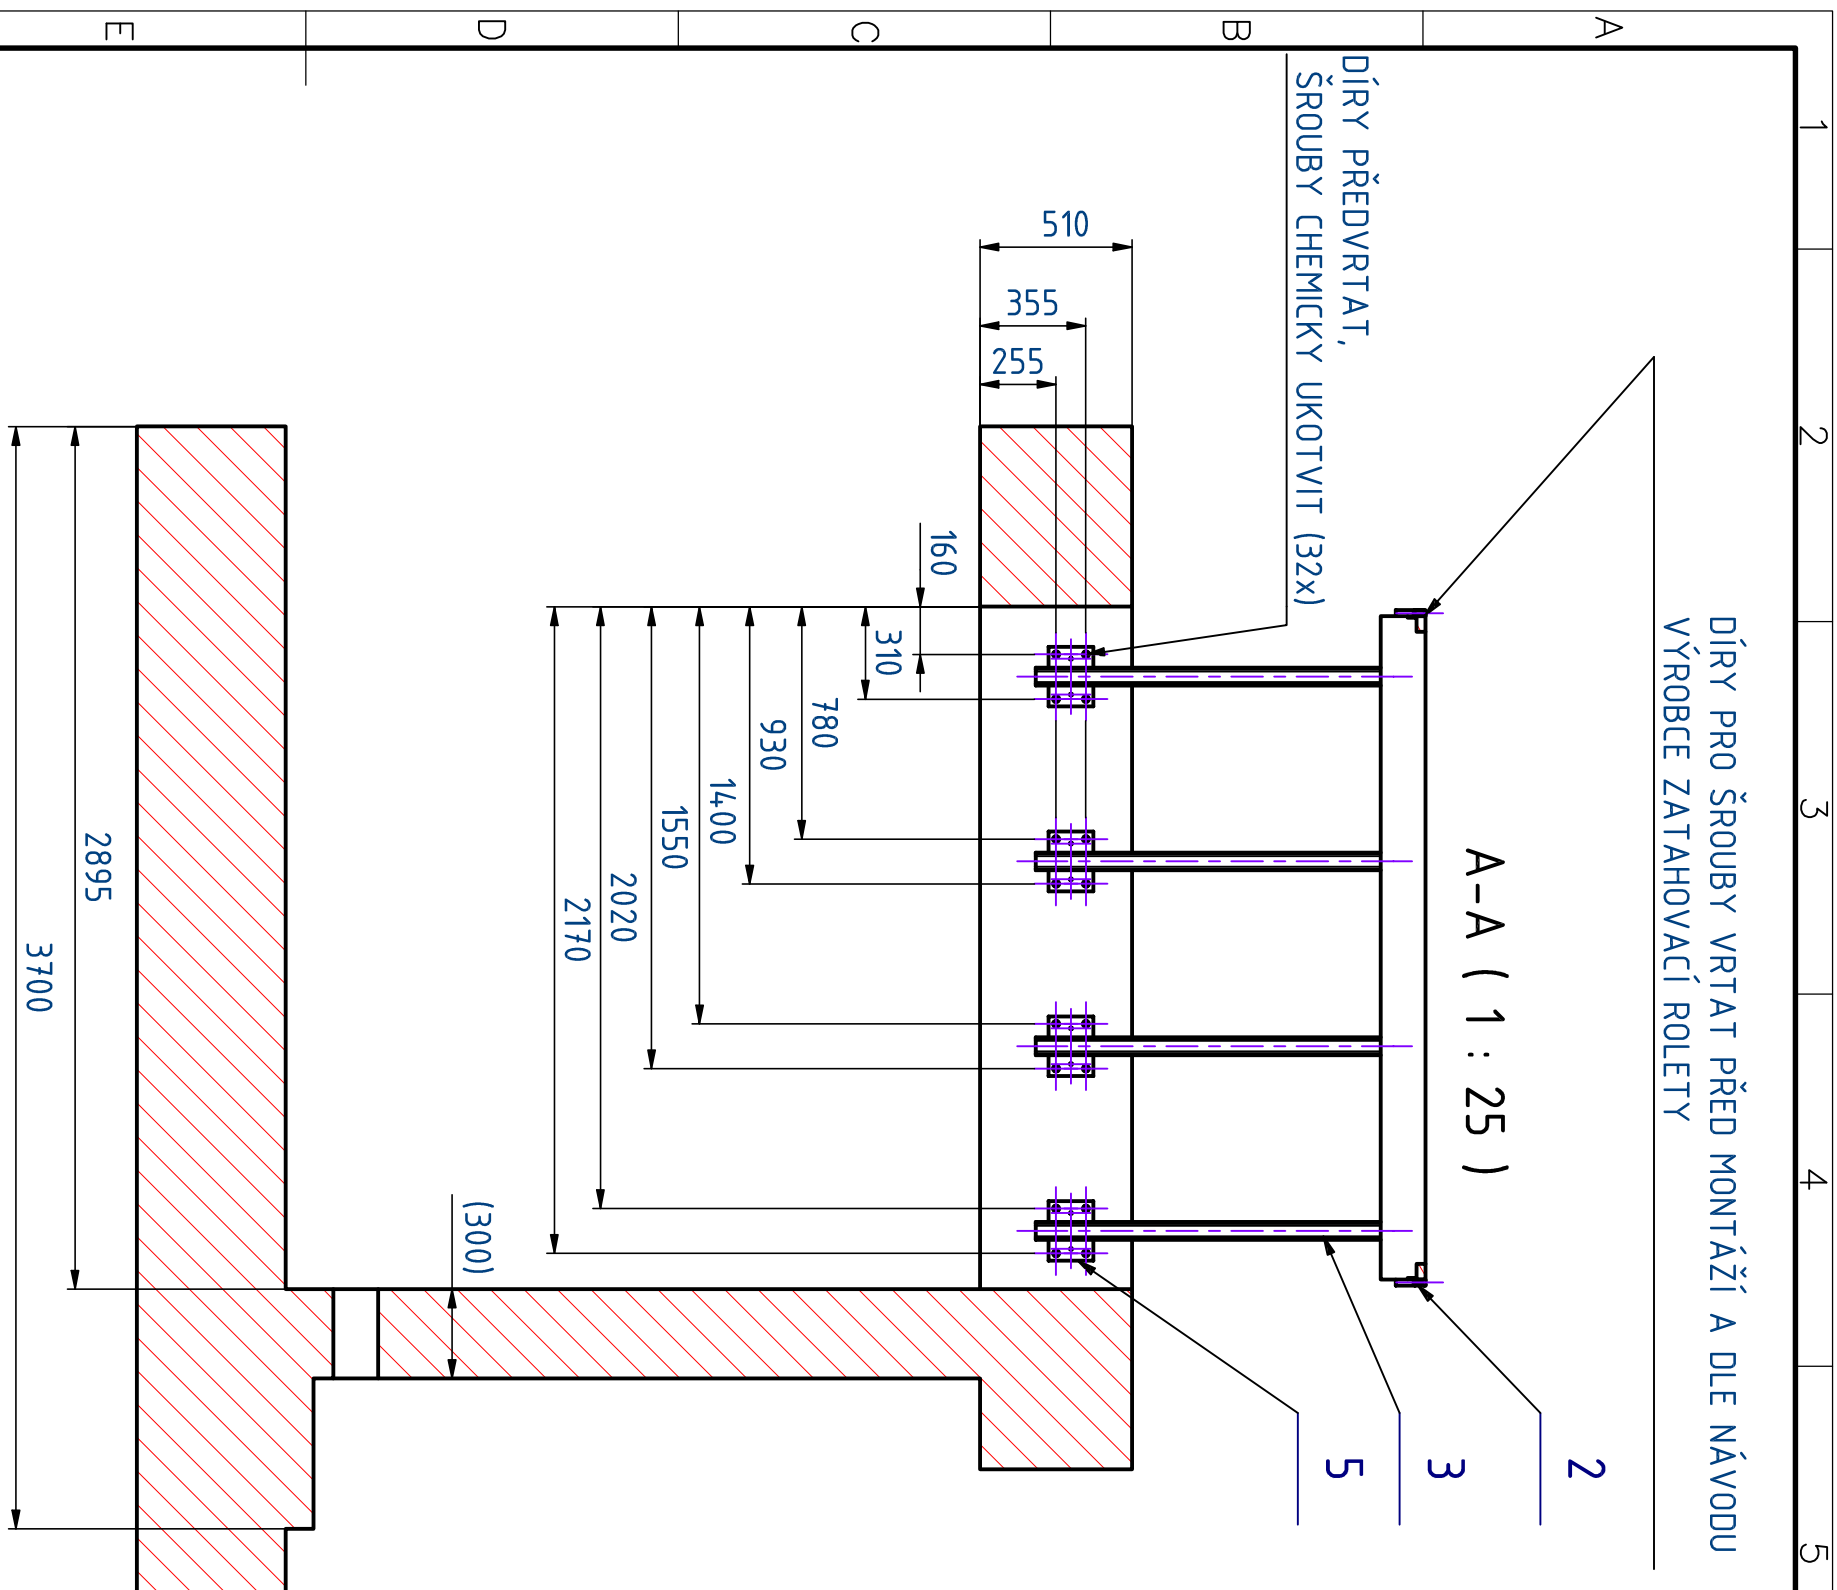 1
2
3
4
5
A
B
C
D
E
DÍRY PRO ŠROUBY VRTAT PŘED MONTÁŽÍ A DLE NÁVODU
VÝROBCE ZATAHOVACÍ ROLETY
A-A ( 1 : 25 )
DÍRY PŘEDVRTAT,
ŠROUBY CHEMICKY UKOTVIT (32x)
2
3
5
510
355
255
160
310
780
930
1400
1550
2020
2170
(300)
2895
3700